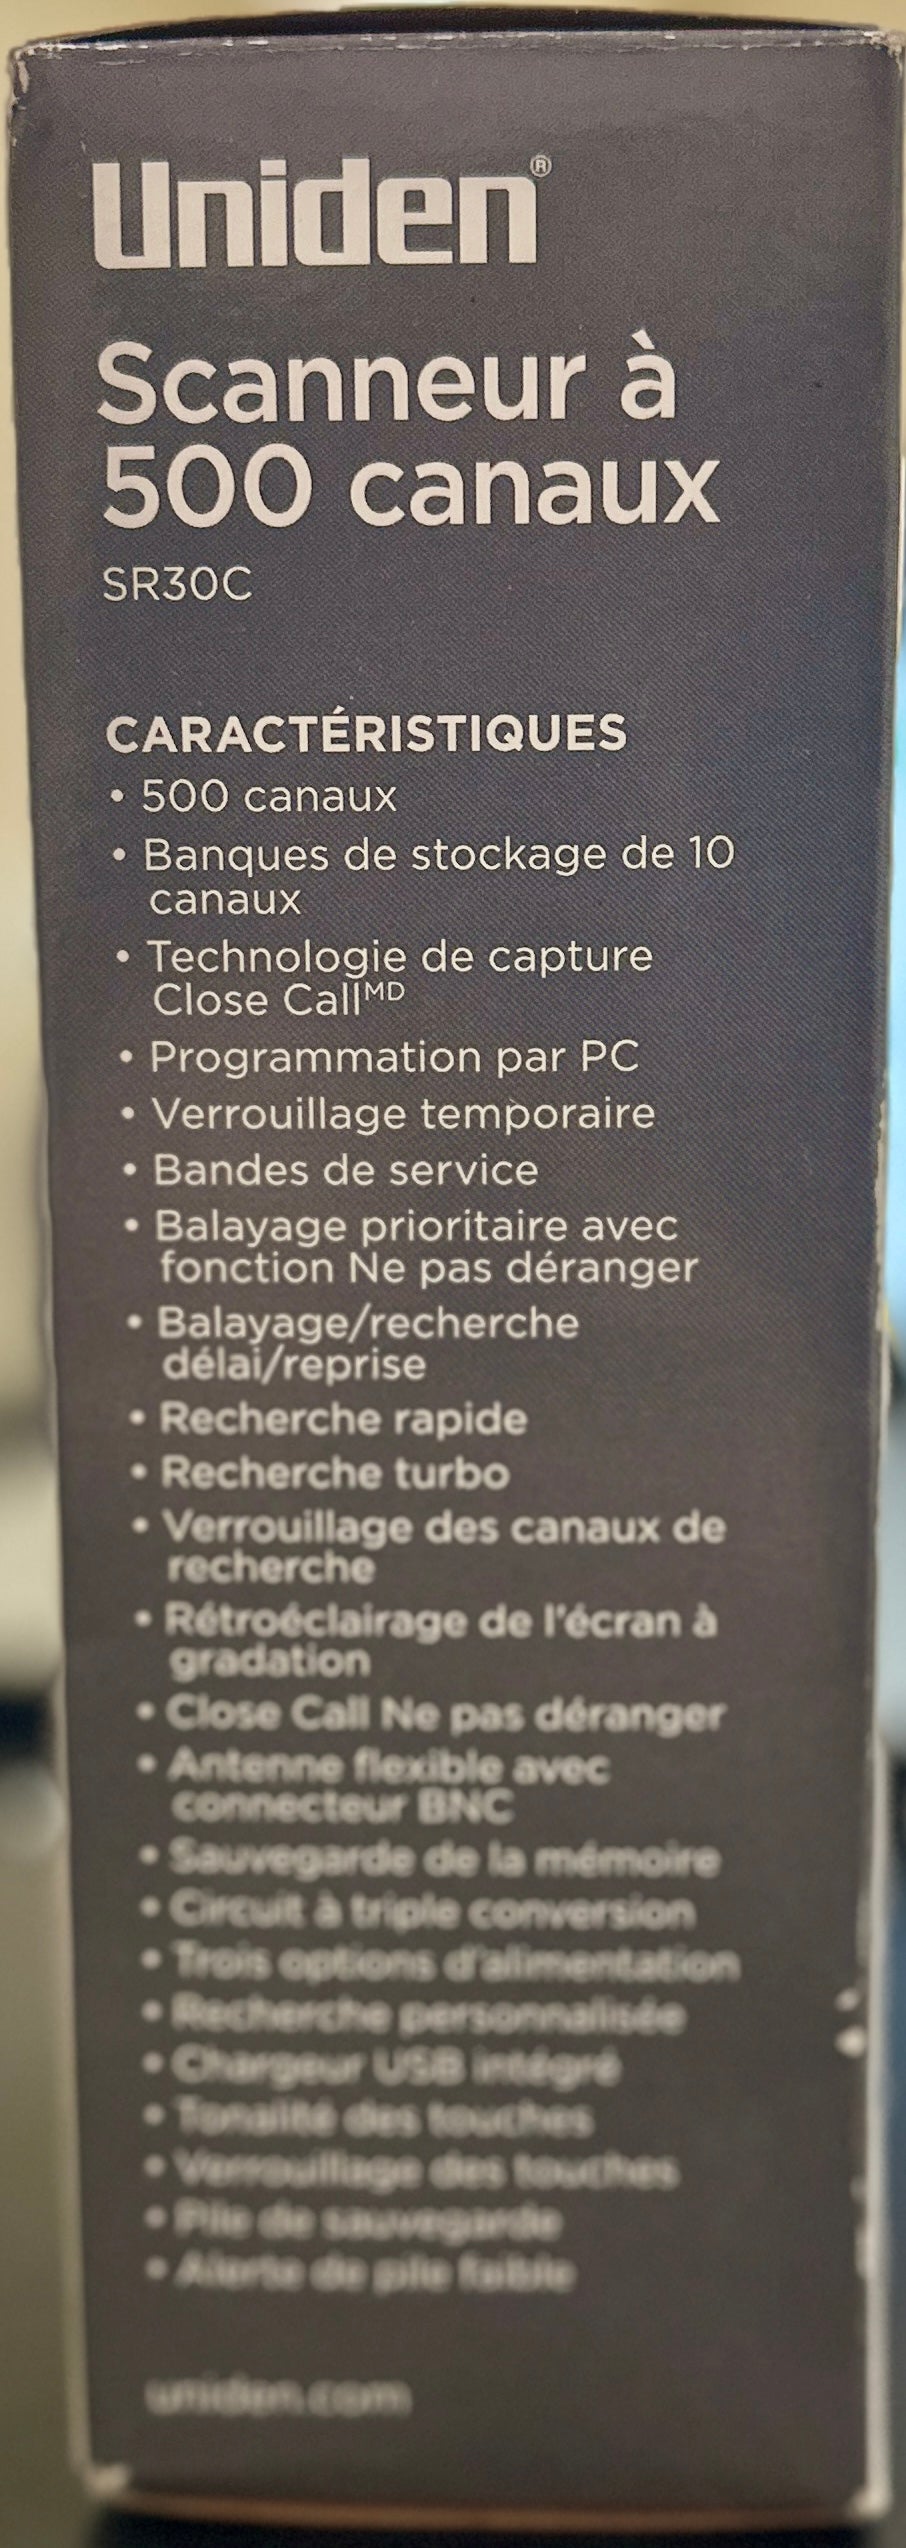 Uniden®
Scanneur à
500 canaux
SR30C
CARACTÉRISTIQUES
• 500 canaux
• Banques de stockage de 10
canaux
• Technologie de capture
Close Callᴹᴰ
• Programmation par PC
• Verrouillage temporaire
• Bandes de service
• Balayage prioritaire avec
fonction Ne pas déranger
• Balayage/recherche
délai/reprise
• Recherche rapide
• Recherche turbo
• Verrouillage des canaux de
recherche
• Rétroéclairage de l'écran à
gradation
• Close Call Ne pas déranger
• Antenne flexible avec
connecteur BNC
• Sauvegarde de la mémoire
• Circuit à triple conversion
• Trois options d'alimentation
• Recherche personnalisée
• Chargeur USB intégré
• Tonalité des touches
• Verrouillage des touches
• Pile de sauvegarde
• Alerte de pile faible
uniden.com